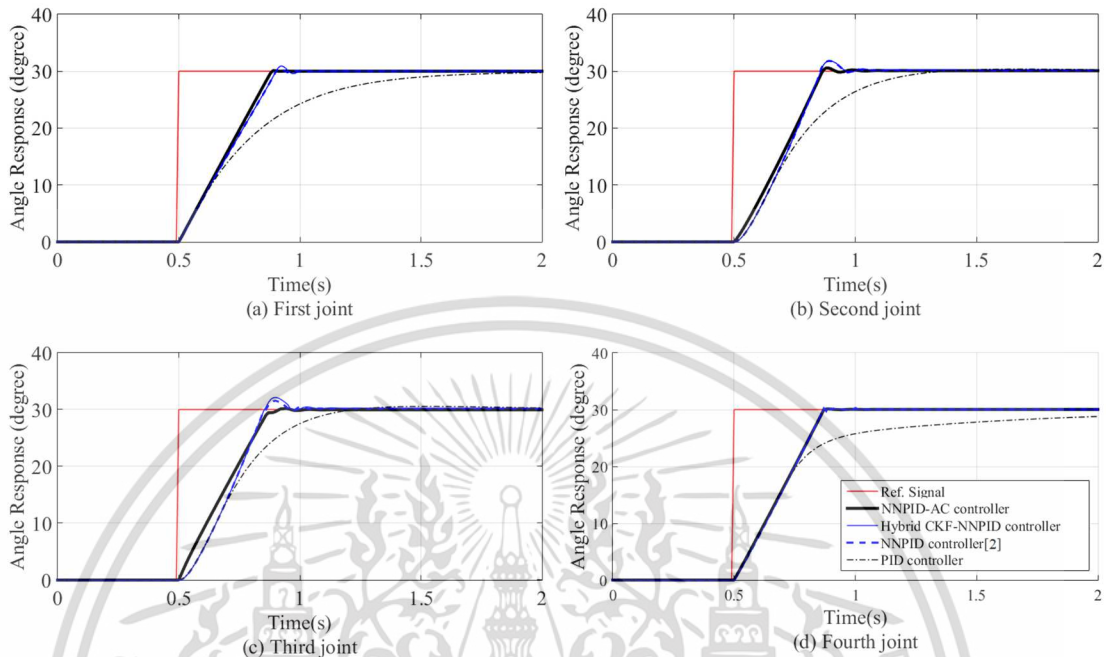 40
30
20
10
0
Angle Response (degree)
0 0.5 1 1.5 2
Time(s)
(a) First joint
40
30
20
10
0
Angle Response (degree)
0 0.5 1 1.5 2
Time(s)
(b) Second joint
40
30
20
10
0
Angle Response (degree)
0 0.5 1 1.5 2
Time(s)
(c) Third joint
40
30
20
10
0
Angle Response (degree)
Ref. Signal
NNPID-AC controller
Hybrid CKF-NNPID controller
NNPID controller[2]
PID controller
0 0.5 1 1.5 2
Time(s)
(d) Fourth joint